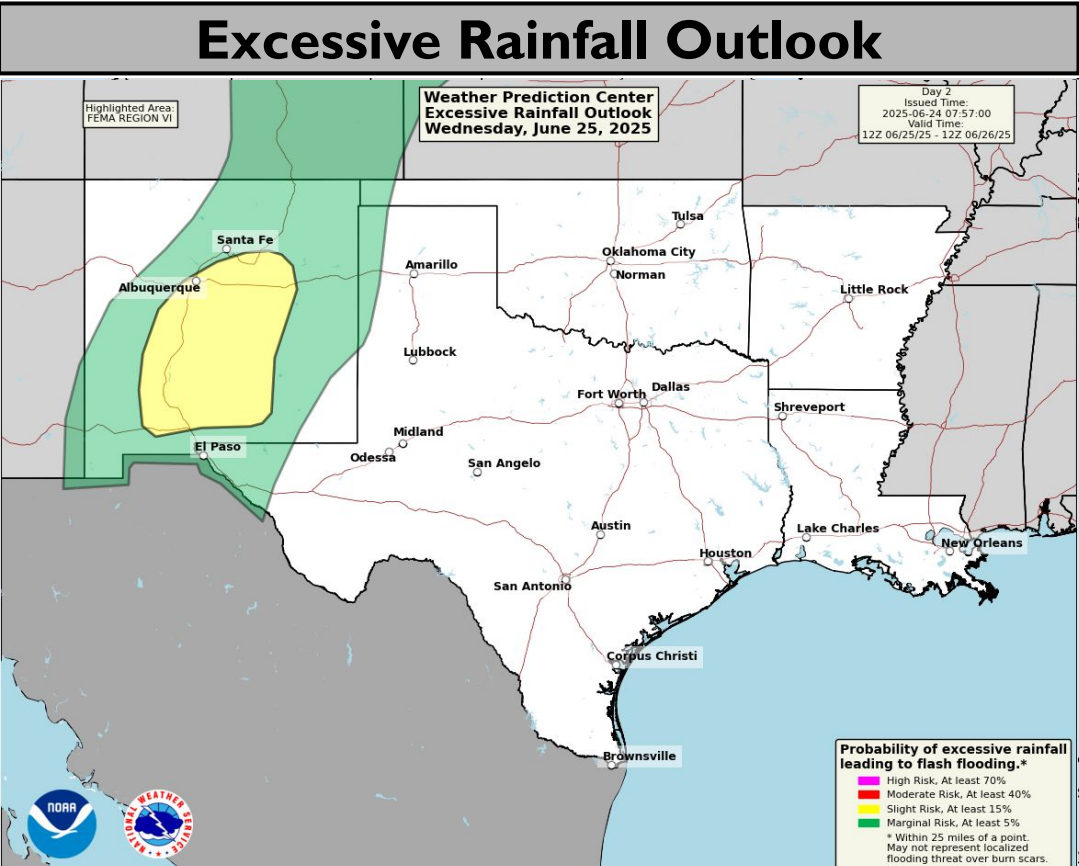 Excessive Rainfall Outlook
Highlighted Area:
FEMA REGION VI
Weather Prediction Center
Excessive Rainfall Outlook
Wednesday, June 25, 2025
Day 2
Issued Time:
2025-06-24 07:57:00
Valid Time:
12Z 06/25/25 - 12Z 06/26/25
Santa Fe
Tulsa
Albuquerque
Amarillo
Oklahoma City
Norman
Little Rock
Lubbock
Fort Worth
Dallas
Shreveport
El Paso
Midland
Odessa
San Angelo
Austin
Lake Charles
New Orleans
Houston
San Antonio
Corpus Christi
Brownsville
Probability of excessive rainfall
leading to flash flooding.*
High Risk, At least 70%
Moderate Risk, At least 40%
Slight Risk, At least 15%
Marginal Risk, At least 5%
* Within 25 miles of a point.
May not represent localized
flooding threat over burn scars.
NOAA
NATIONAL WEATHER SERVICE